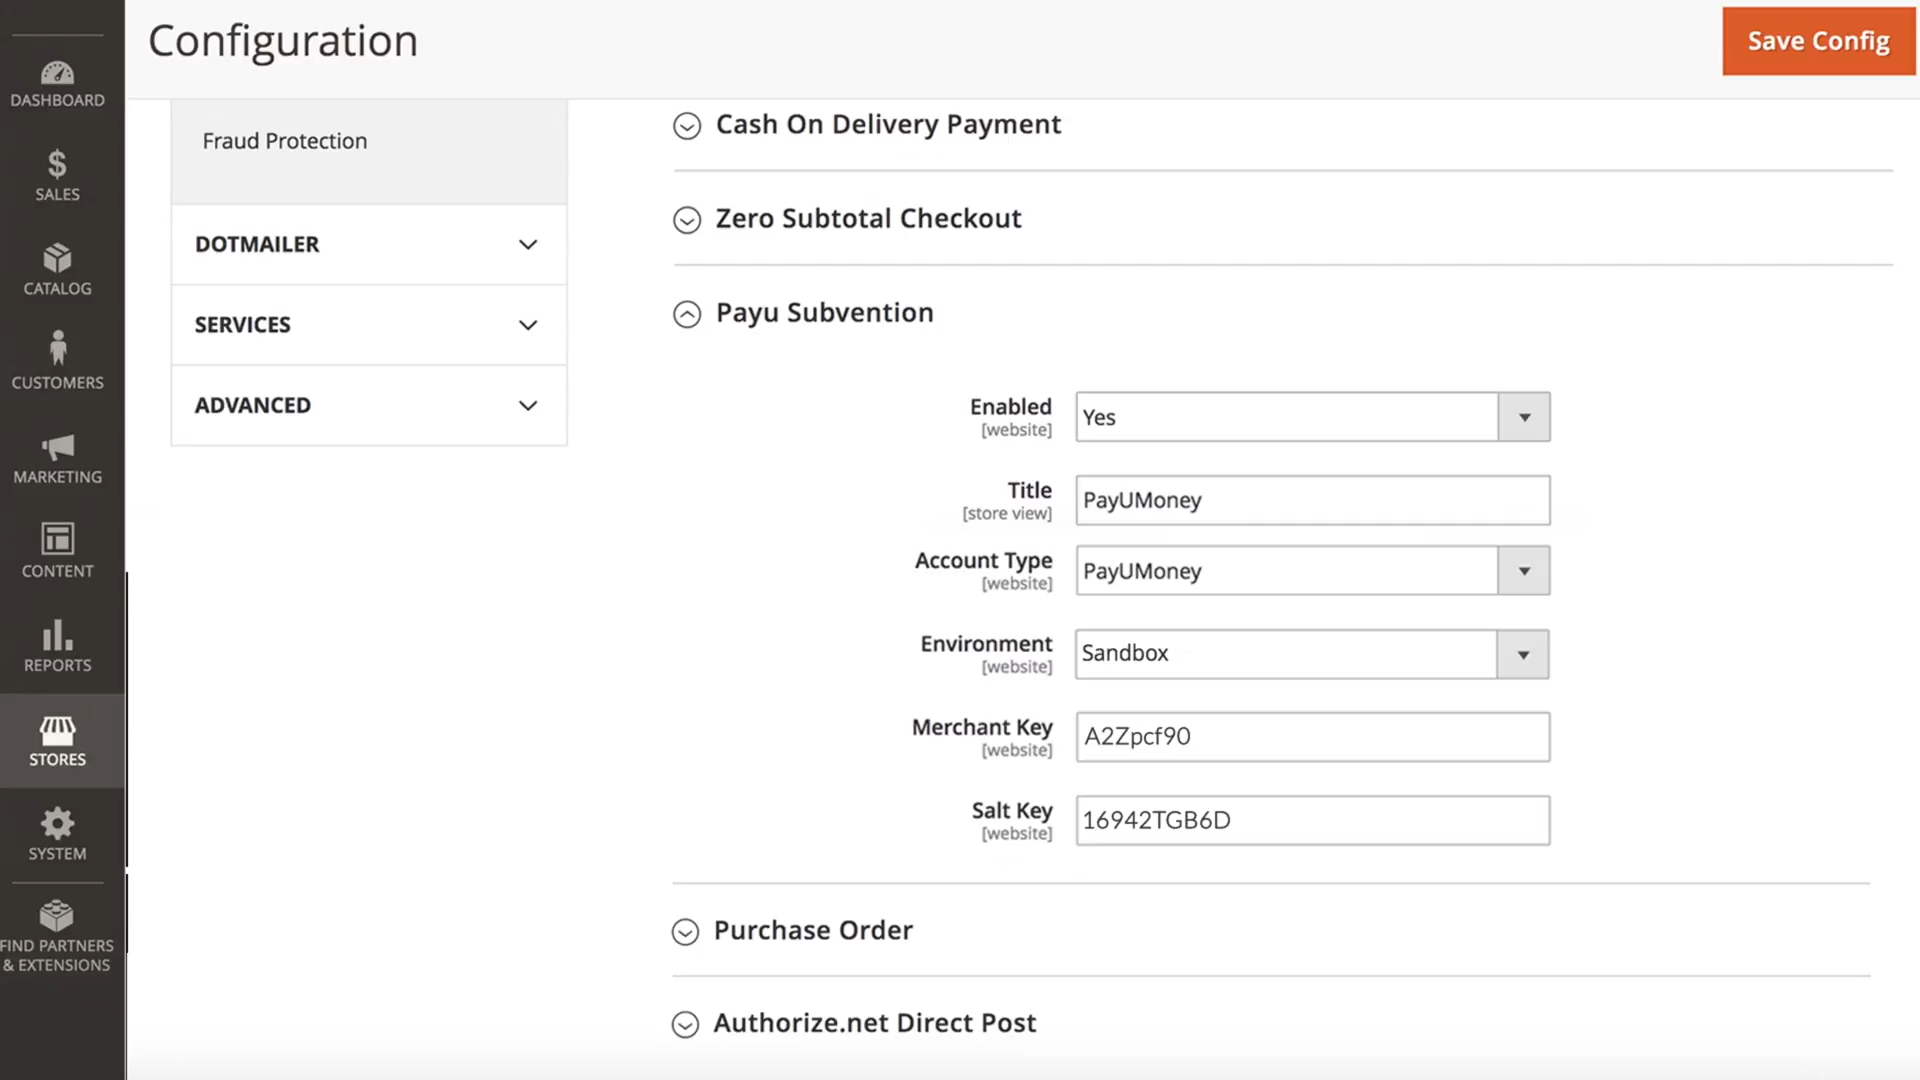 Configuration
Save Config
DASHBOARD
SALES
CATALOG
CUSTOMERS
MARKETING
CONTENT
REPORTS
STORES
SYSTEM
FIND PARTNERS
& EXTENSIONS
Fraud Protection
DOTMAILER
SERVICES
ADVANCED
Cash On Delivery Payment
Zero Subtotal Checkout
Payu Subvention
Enabled
[website]
Yes
Title
[store view]
PayUMoney
Account Type
[website]
PayUMoney
Environment
[website]
Sandbox
Merchant Key
[website]
A2Zpcf90
Salt Key
[website]
16942TGB6D
Purchase Order
Authorize.net Direct Post